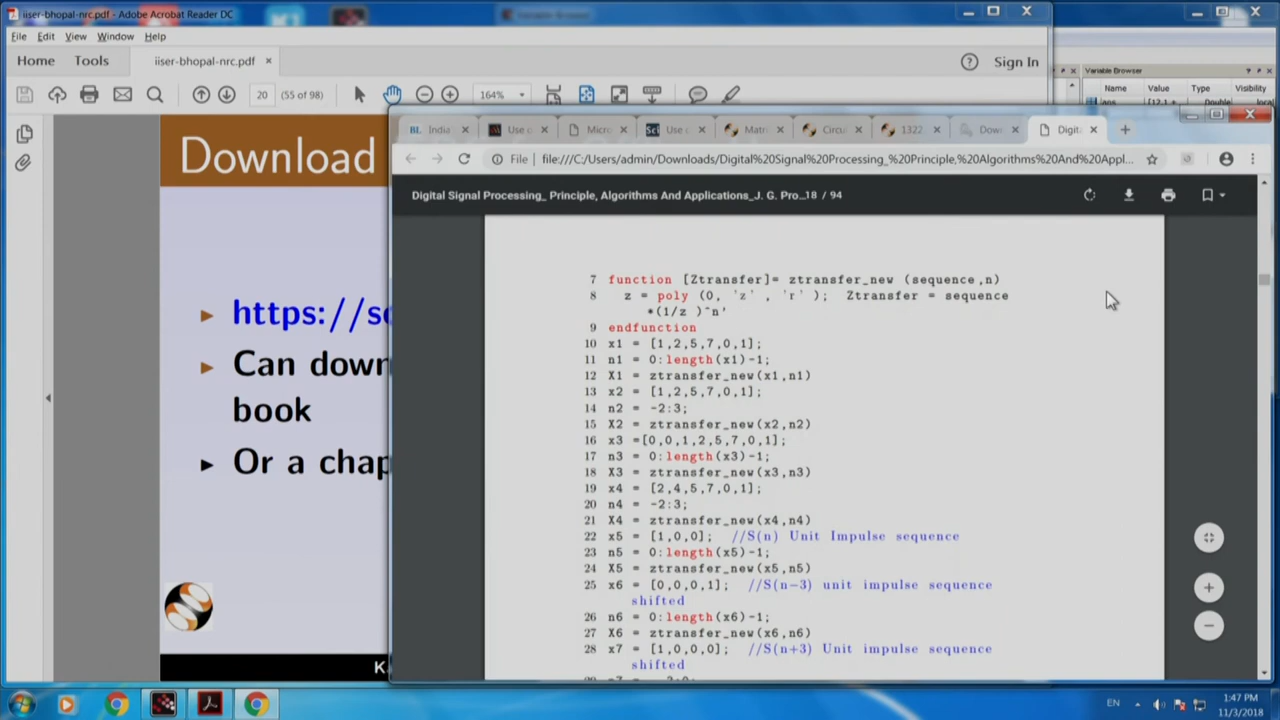 iiser-bhopal-nrc.pdf - Adobe Acrobat Reader DC
File Edit View Window Help
Home Tools iiser-bhopal-nrc.pdf × Sign In
20 (55 of 98) 164%
Variable Browser
Name Value Type Visibility
Double
Download
https://s
Can down
book
Or a chap
India Use c Micro Use Matri Circu 1322 Down Digit
File file:///C:/Users/admin/Downloads/Digital%20Signal%20Processing_%20Principle,%20Algorithms%20And%20Appl...
Digital Signal Processing_ Principle, Algorithms And Applications_J. G. Pro... 18 / 94
7 function [Ztransfer]= ztransfer_new (sequence,n)
8 z = poly (0, 'z' , 'r' ); Ztransfer = sequence
*(1/z )^n'
9 endfunction
10 x1 = [1,2,5,7,0,1];
11 n1 = 0:length(x1)-1;
12 X1 = ztransfer_new(x1,n1)
13 x2 = [1,2,5,7,0,1];
14 n2 = -2:3;
15 X2 = ztransfer_new(x2,n2)
16 x3 =[0,0,1,2,5,7,0,1];
17 n3 = 0:length(x3)-1;
18 X3 = ztransfer_new(x3,n3)
19 x4 = [2,4,5,7,0,1];
20 n4 = -2:3;
21 X4 = ztransfer_new(x4,n4)
22 x5 = [1,0,0]; //S(n) Unit Impulse sequence
23 n5 = 0:length(x5)-1;
24 X5 = ztransfer_new(x5,n5)
25 x6 = [0,0,0,1]; //S(n-3) unit impulse sequence
shifted
26 n6 = 0:length(x6)-1;
27 X6 = ztransfer_new(x6,n6)
28 x7 = [1,0,0,0]; //S(n+3) Unit impulse sequence
shifted
EN 1:47 PM
11/3/2018